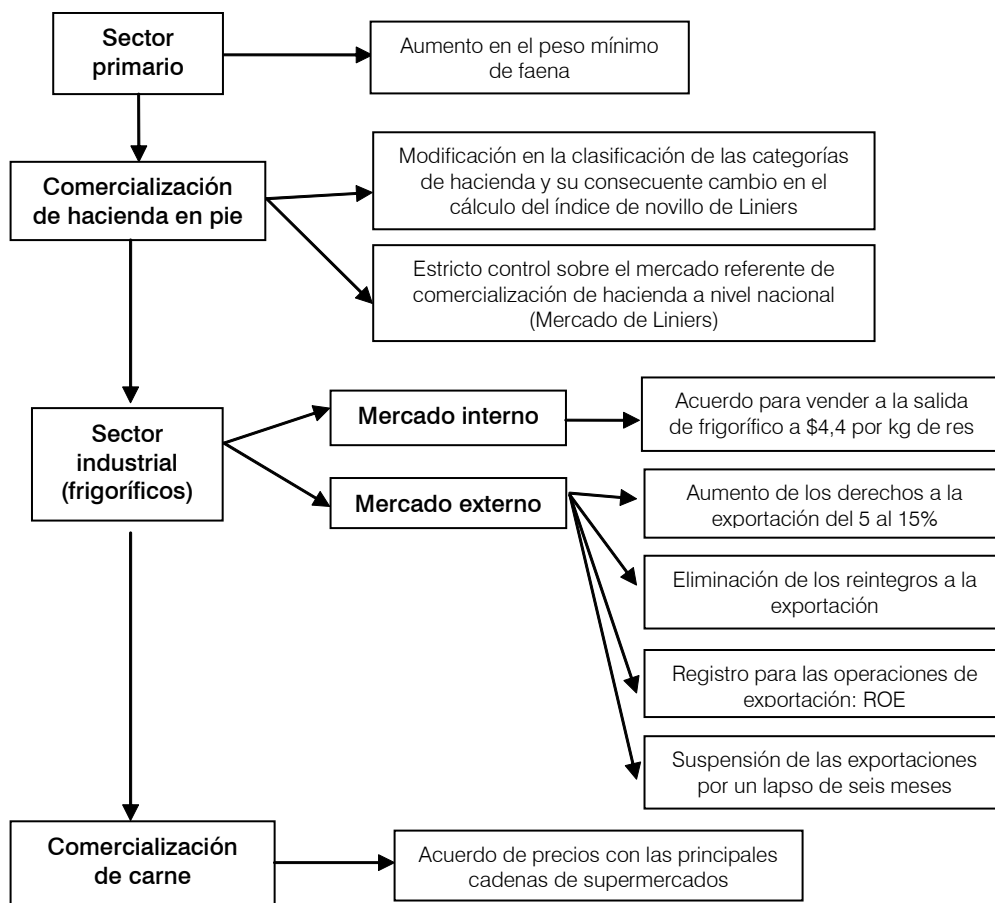 Sector
primario
Aumento en el peso mínimo
de faena
Comercialización
de hacienda en pie
Modificación en la clasificación de las categorías
de hacienda y su consecuente cambio en el
cálculo del índice de novillo de Liniers
Estricto control sobre el mercado referente de
comercialización de hacienda a nivel nacional
(Mercado de Liniers)
Sector
industrial
(frigoríficos)
Mercado interno
Acuerdo para vender a la salida
de frigorífico a $4,4 por kg de res
Mercado externo
Aumento de los derechos a la
exportación del 5 al 15%
Eliminación de los reintegros a la
exportación
Registro para las operaciones de
exportación: ROE
Suspensión de las exportaciones
por un lapso de seis meses
Comercialización
de carne
Acuerdo de precios con las principales
cadenas de supermercados